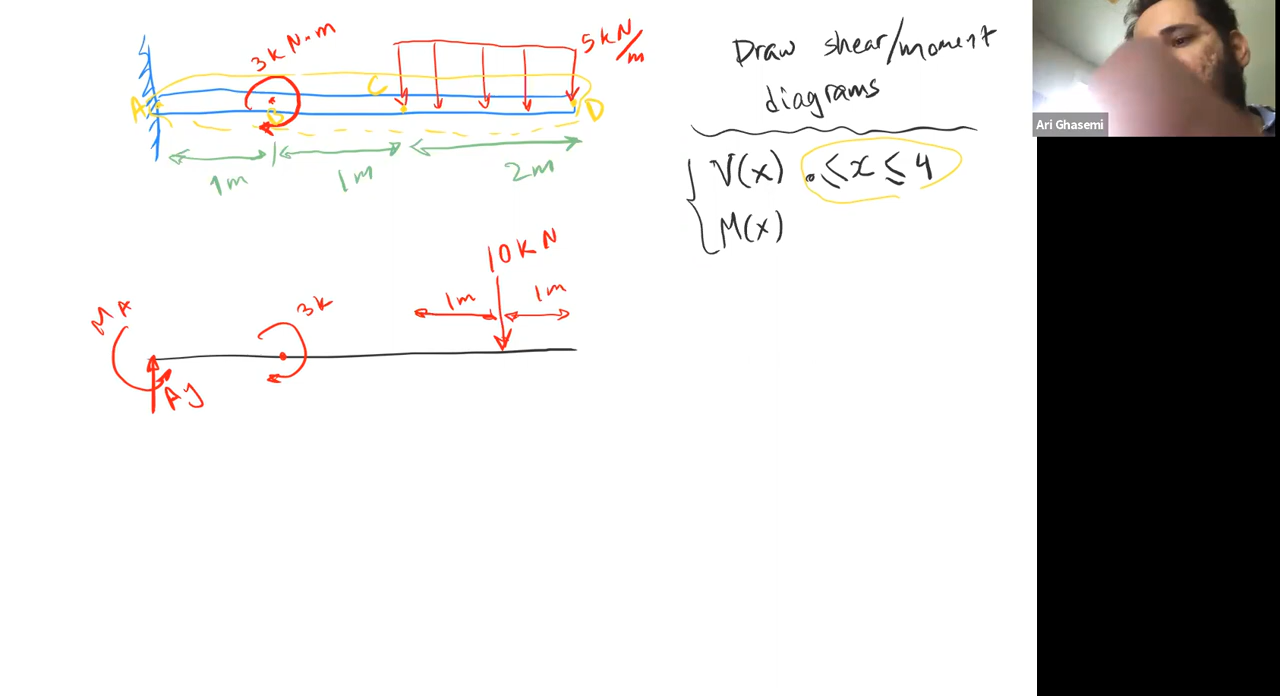 3kN.m
5kN/m
A
B
C
D
1m
1m
2m
Draw shear/moment
diagrams
V(x) 0≤x≤4
M(x)
Ari Ghasemi
10kN
1m
1m
MA
3k
Ay